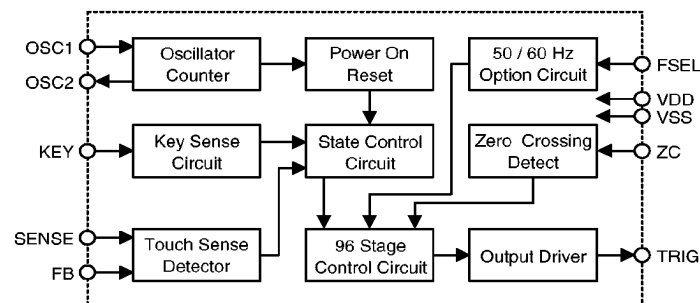 OSC1
OSC2
Oscillator
Counter
Power On
Reset
50 / 60 Hz
Option Circuit
FSEL
VDD
VSS
KEY
Key Sense
Circuit
State Control
Circuit
Zero Crossing
Detect
ZC
SENSE
FB
Touch Sense
Detector
96 Stage
Control Circuit
Output Driver
TRIG